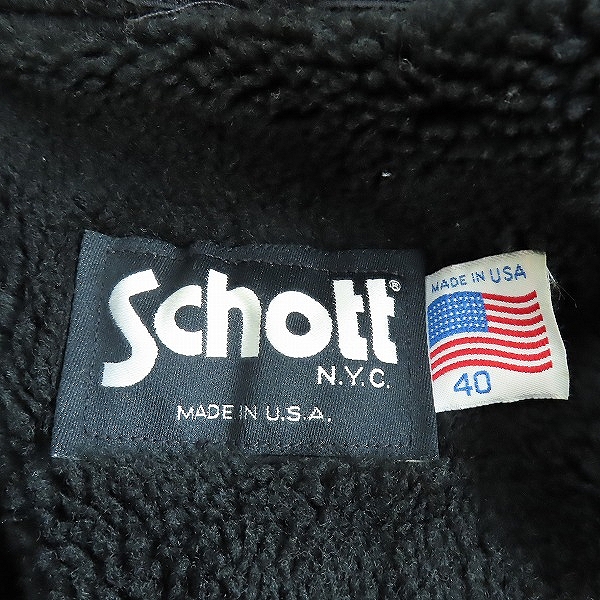 Schott®
N.Y.C.
MADE IN U.S.A.
MADE IN USA
40